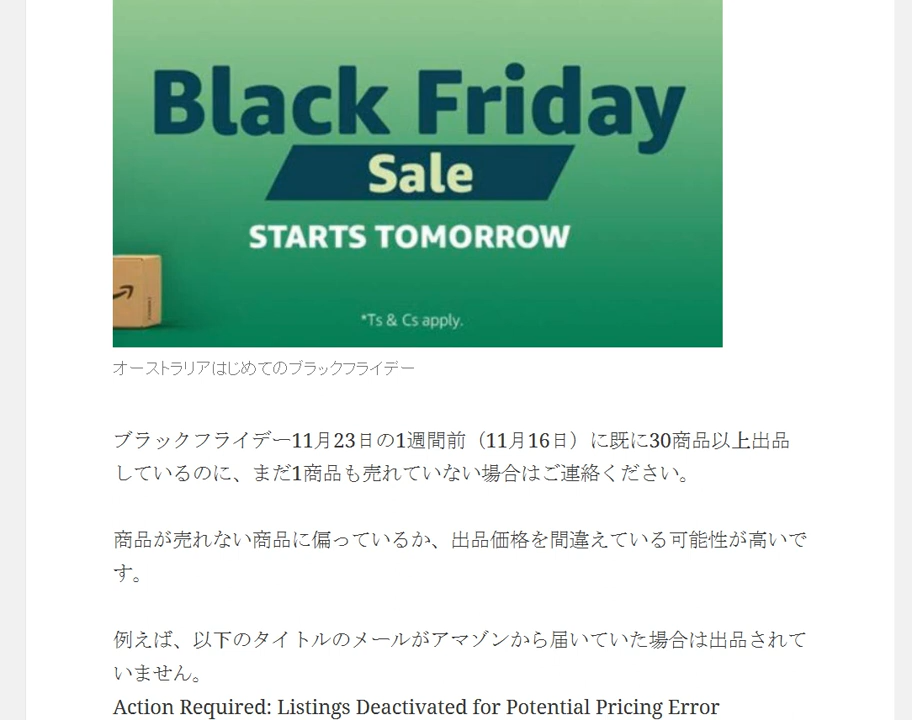 Black Friday
Sale
STARTS TOMORROW
*Ts & Cs apply.
オーストラリアはじめてのブラックフライデー
ブラックフライデー11月23日の1週間前（11月16日）に既に30商品以上出品
しているのに、まだ1商品も売れていない場合はご連絡ください。
商品が売れない商品に偏っているか、出品価格を間違えている可能性が高いで
す。
例えば、以下のタイトルのメールがアマゾンから届いていた場合は出品されて
いません。
Action Required: Listings Deactivated for Potential Pricing Error